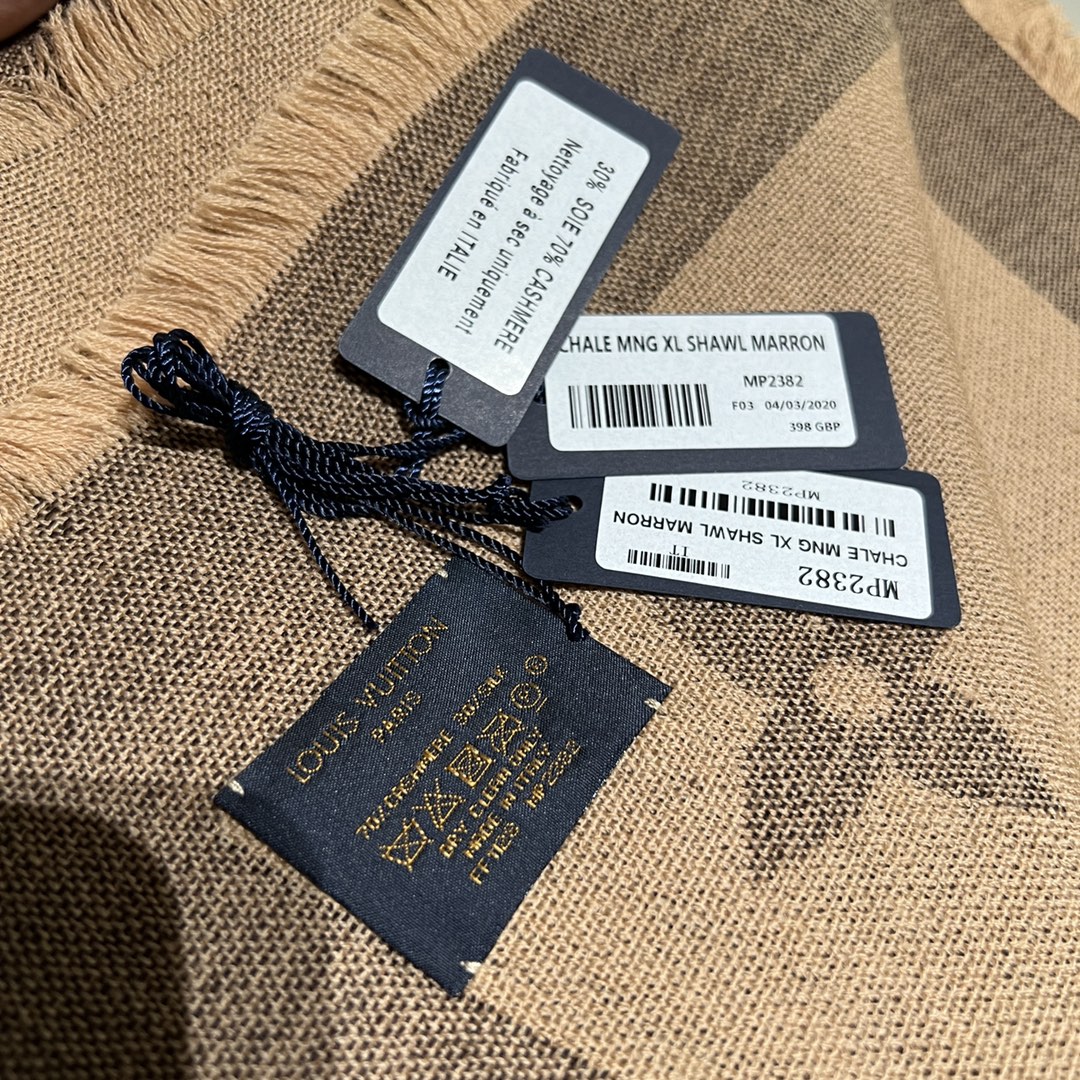 30% SOIE 70% CASHMERE
Nettoyage à sec uniquement
Fabriqué en ITALIE
CHALE MNG XL SHAWL MARRON
MP2382
F03 04/03/2020
398 GBP
MP2382
IT
CHALE MNG XL SHAWL MARRON
MP2382
LOUIS VUITTON
PARIS
70% CASHMERE 30% SILK
DRY CLEAN ONLY
MADE IN ITALY